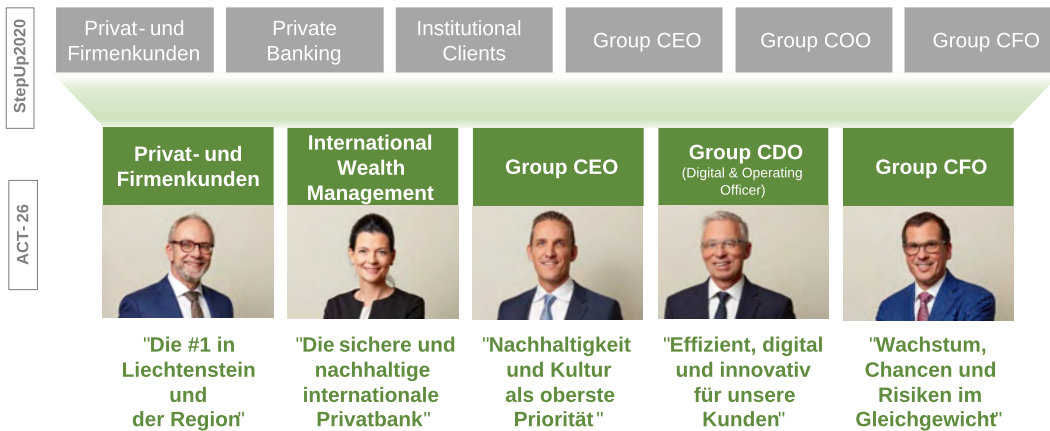 StepUp2020
Privat- und
Firmenkunden
Private
Banking
Institutional
Clients
Group CEO
Group COO
Group CFO
ACT- 26
Privat- und
Firmenkunden
International
Wealth
Management
Group CEO
Group CDO
(Digital & Operating
Officer)
Group CFO
"Die #1 in
Liechtenstein
und
der Region"
"Die sichere und
nachhaltige
internationale
Privatbank"
"Nachhaltigkeit
und Kultur
als oberste
Priorität"
"Effizient, digital
und innovativ
für unsere
Kunden"
"Wachstum,
Chancen und
Risiken im
Gleichgewicht"